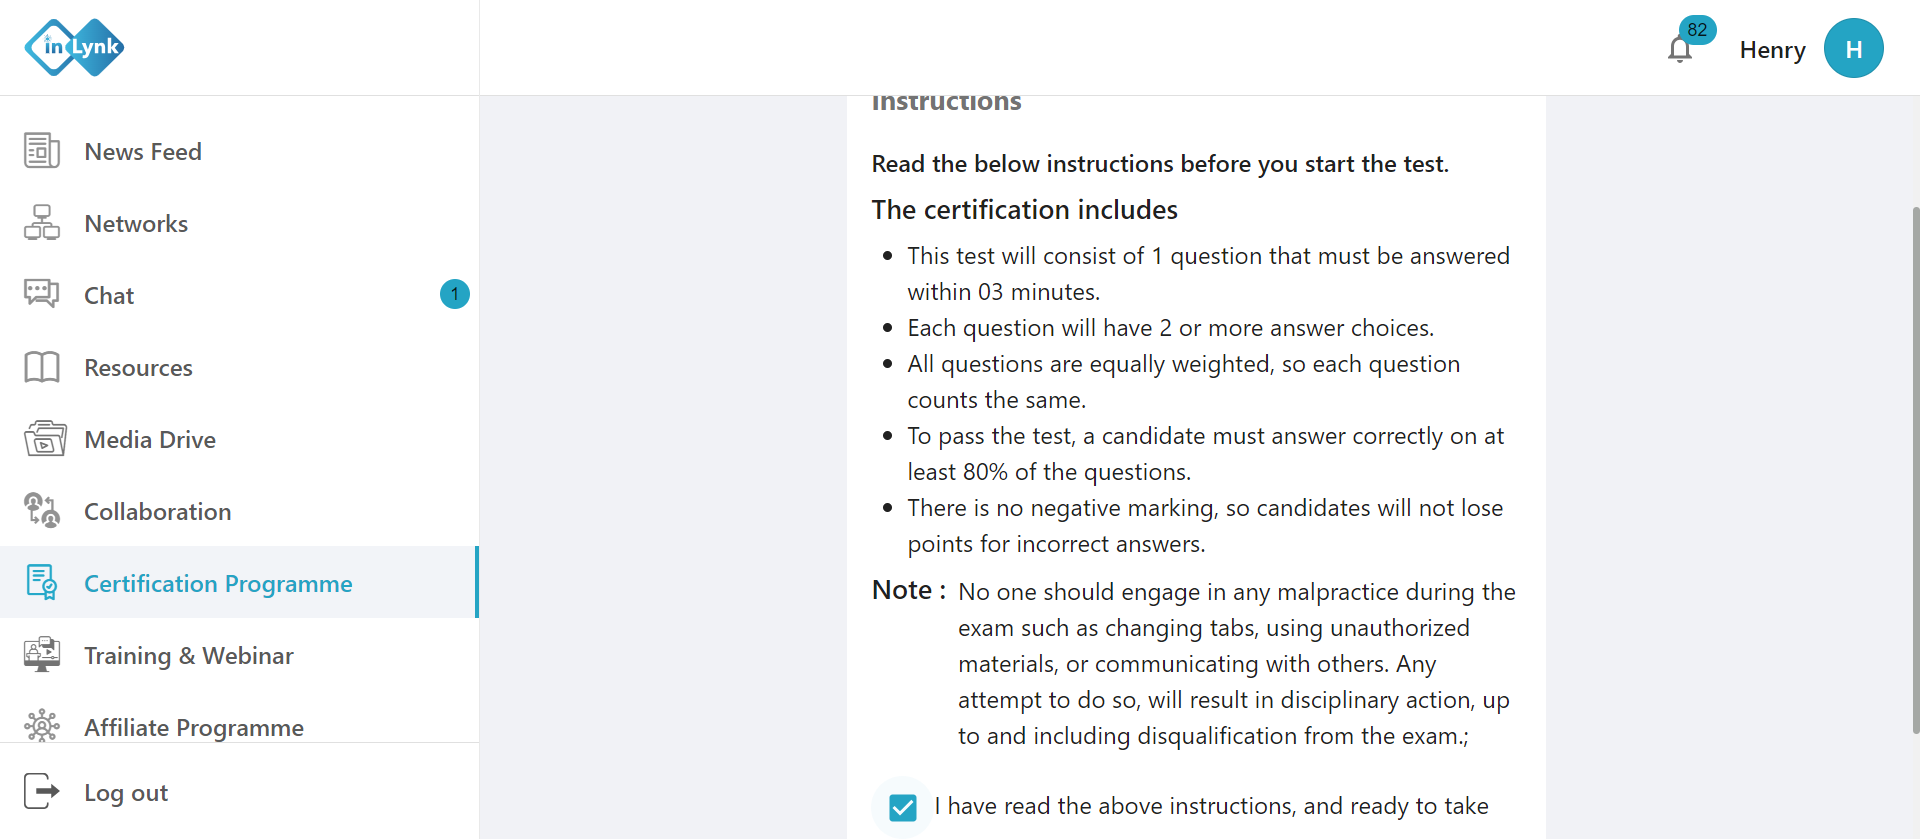 in Lynk
82
Henry
H
News Feed
Networks
Chat
1
Resources
Media Drive
Collaboration
Certification Programme
Training & Webinar
Affiliate Programme
Log out
Instructions
Read the below instructions before you start the test.
The certification includes
This test will consist of 1 question that must be answered
within 03 minutes.
Each question will have 2 or more answer choices.
All questions are equally weighted, so each question
counts the same.
To pass the test, a candidate must answer correctly on at
least 80% of the questions.
There is no negative marking, so candidates will not lose
points for incorrect answers.
Note : No one should engage in any malpractice during the
exam such as changing tabs, using unauthorized
materials, or communicating with others. Any
attempt to do so, will result in disciplinary action, up
to and including disqualification from the exam.;
I have read the above instructions, and ready to take